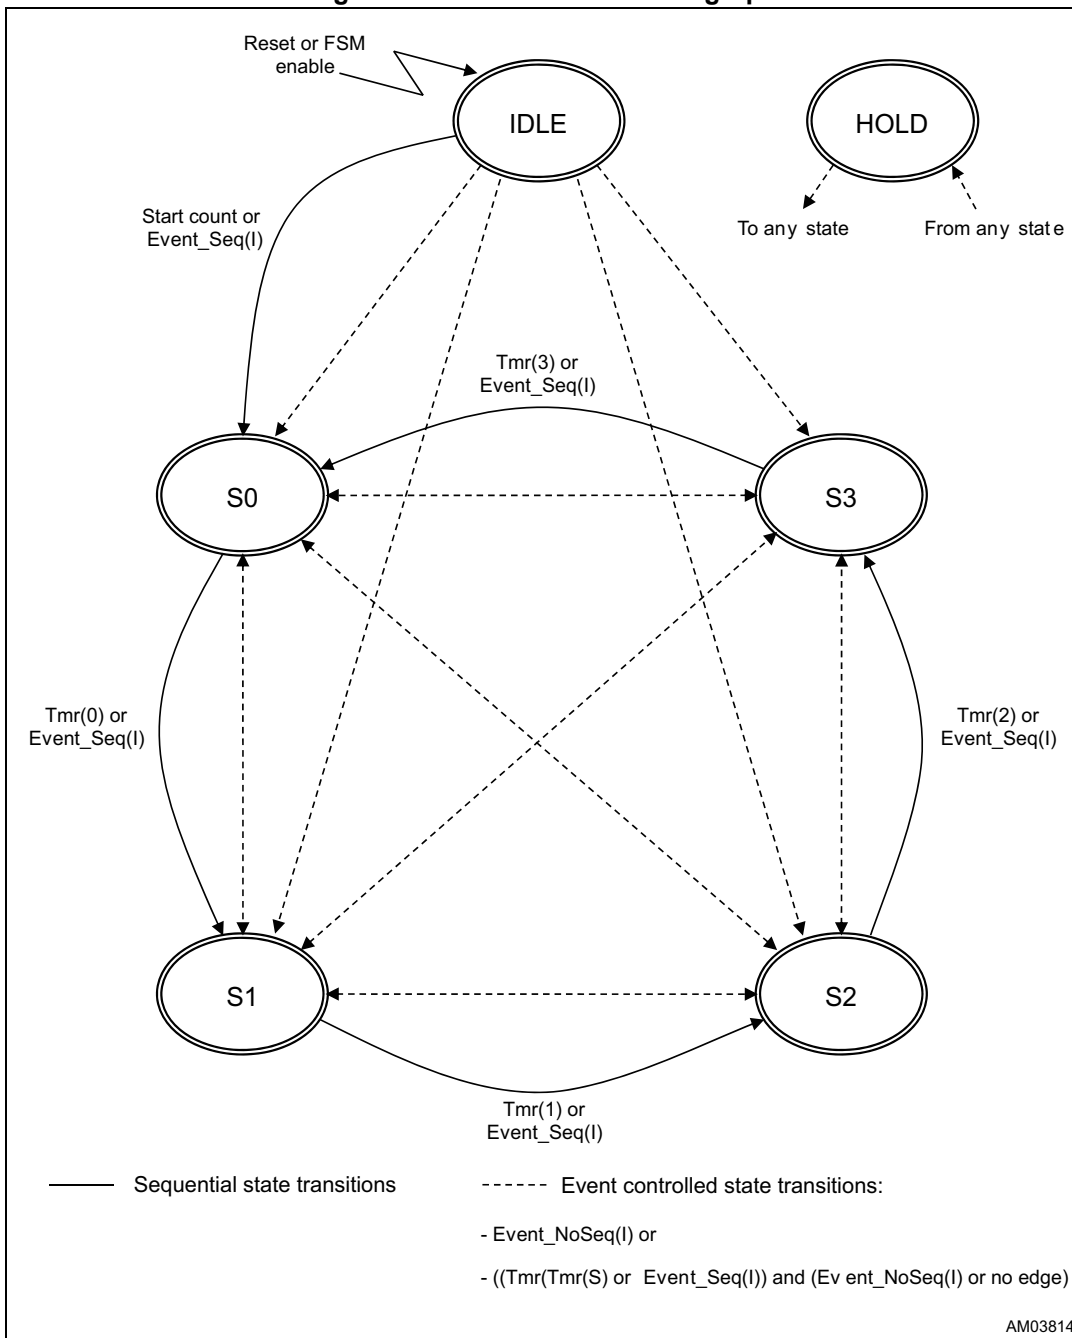 Reset or FSM
enable
IDLE
HOLD
Start count or
Event_Seq(I)
To any state
From any state
Tmr(3) or
Event_Seq(I)
S0
S3
Tmr(0) or
Event_Seq(I)
Tmr(2) or
Event_Seq(I)
S1
S2
Tmr(1) or
Event_Seq(I)
Sequential state transitions
Event controlled state transitions:
- Event_NoSeq(I) or
- ((Tmr(Tmr(S) or Event_Seq(I)) and (Ev ent_NoSeq(I) or no edge)
AM03814